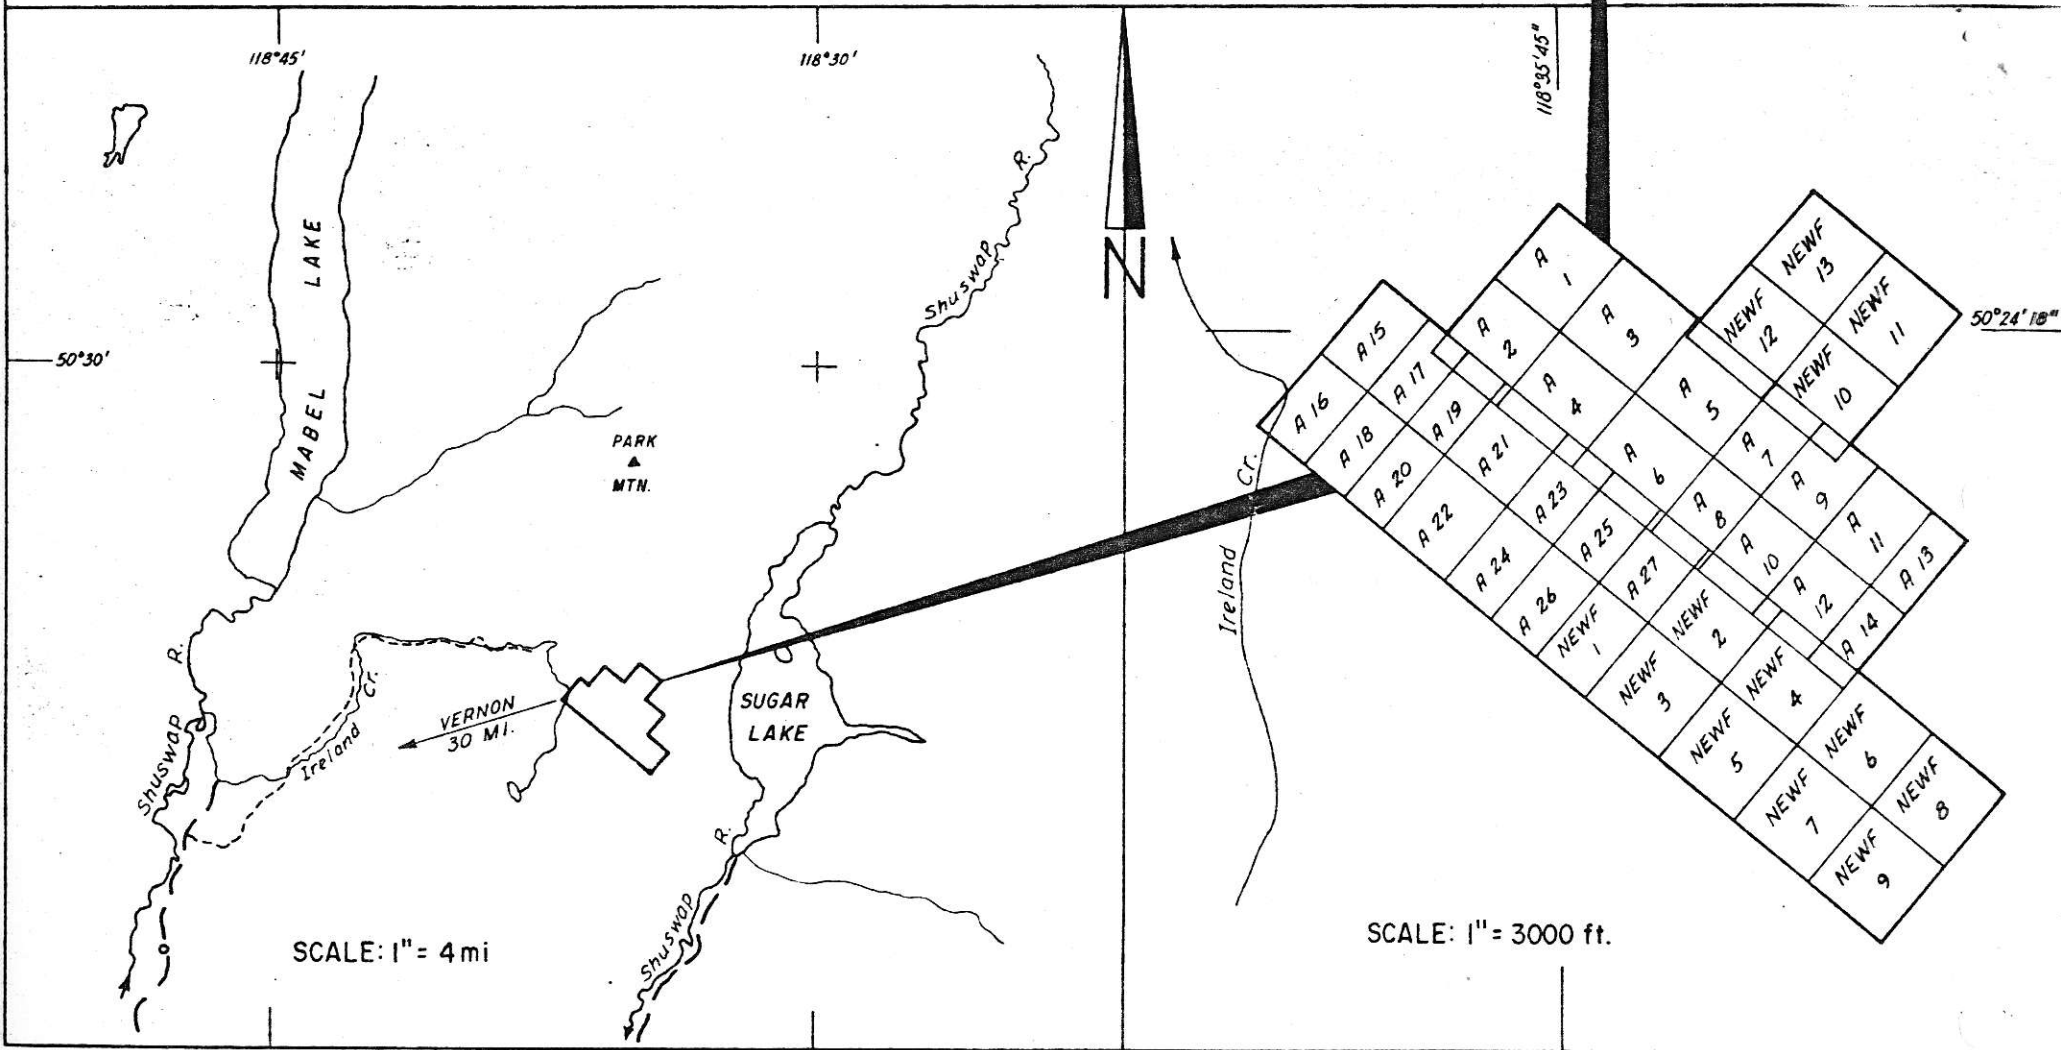 118°45'
118°30'
118°35'45"
50°30'
50°24'18"
MABEL LAKE
Shuswap R.
PARK
MTN.
N
Shuswap R.
VERNON
30 MI.
Ireland Cr.
SUGAR
LAKE
Shuswap R.
SCALE: 1" = 4 mi
Ireland Cr.
A 1
A 2
A 3
A 4
A 5
A 6
A 7
A 8
A 9
A 10
A 11
A 12
A 13
A 14
A 15
A 16
A 17
A 18
A 19
A 20
A 21
A 22
A 23
A 24
A 25
A 26
A 27
NEWF 1
NEWF 2
NEWF 3
NEWF 4
NEWF 5
NEWF 6
NEWF 7
NEWF 8
NEWF 9
NEWF 10
NEWF 11
NEWF 12
NEWF 13
SCALE: 1" = 3000 ft.